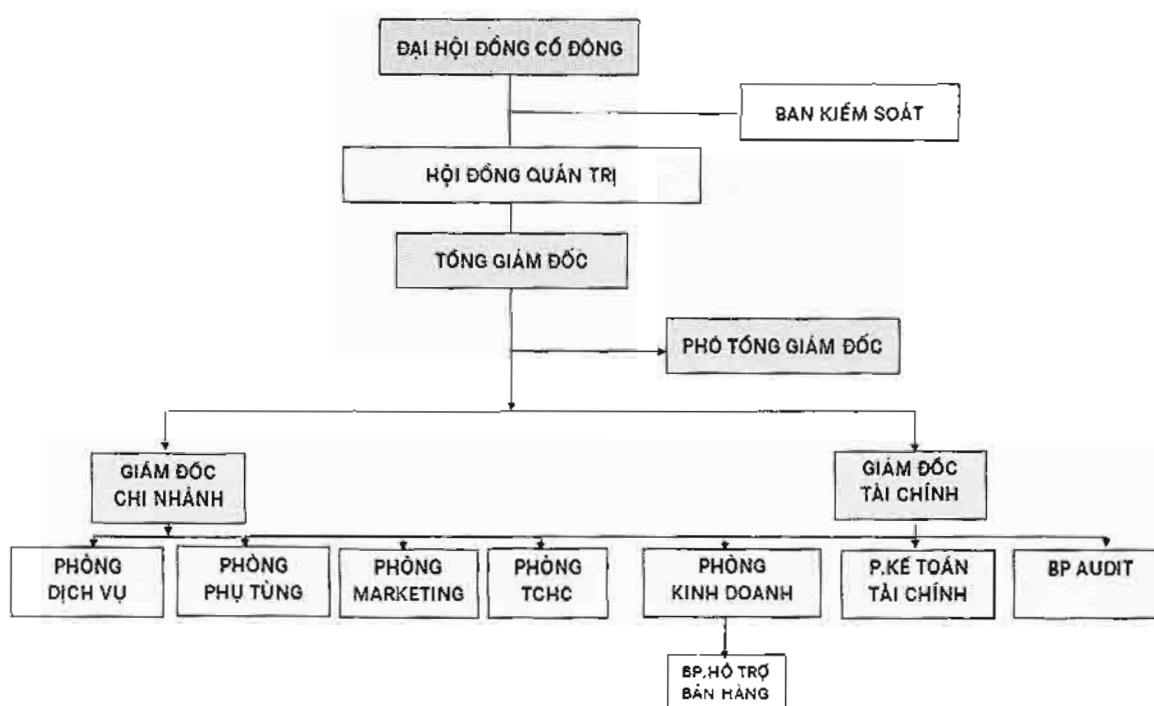 ĐẠI HỘI ĐỒNG CỔ ĐÔNG
BAN KIỂM SOÁT
HỘI ĐỒNG QUẢN TRỊ
TỔNG GIÁM ĐỐC
PHÓ TỔNG GIÁM ĐỐC
GIÁM ĐỐC
CHI NHÁNH
GIÁM ĐỐC
TÀI CHÍNH
PHÒNG
DỊCH VỤ
PHÒNG
PHỤ TÙNG
PHÒNG
MARKETING
PHÒNG
TCHC
PHÒNG
KINH DOANH
P.KẾ TOÁN
TÀI CHÍNH
BP AUDIT
BP.HỖ TRỢ
BÁN HÀNG